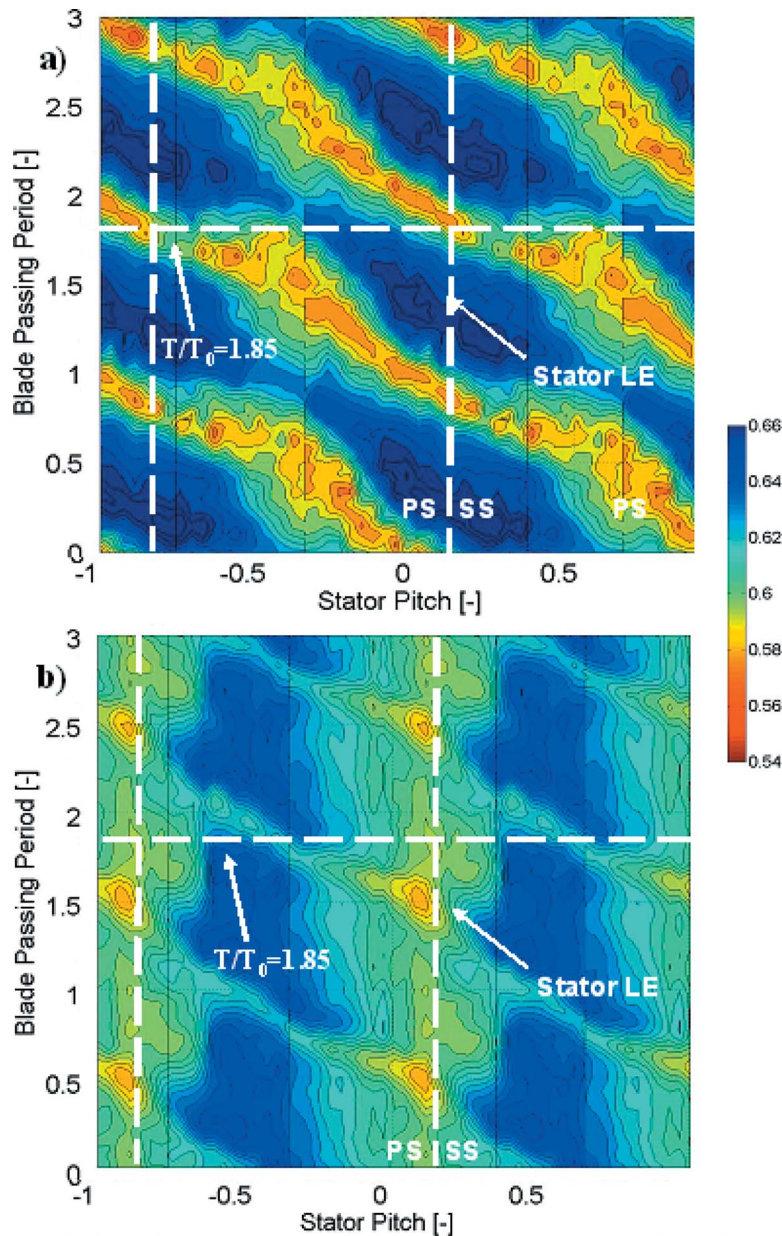 a)
Blade Passing Period [-]
3
2.5
2
1.5
1
0.5
0
T/T0=1.85
Stator LE
PS SS
PS
-1
-0.5
0
0.5
Stator Pitch [-]
0.66
0.64
0.62
0.6
0.58
0.56
0.54
b)
Blade Passing Period [-]
3
2.5
2
1.5
1
0.5
0
T/T0=1.85
Stator LE
PS SS
-1
-0.5
0
0.5
Stator Pitch [-]